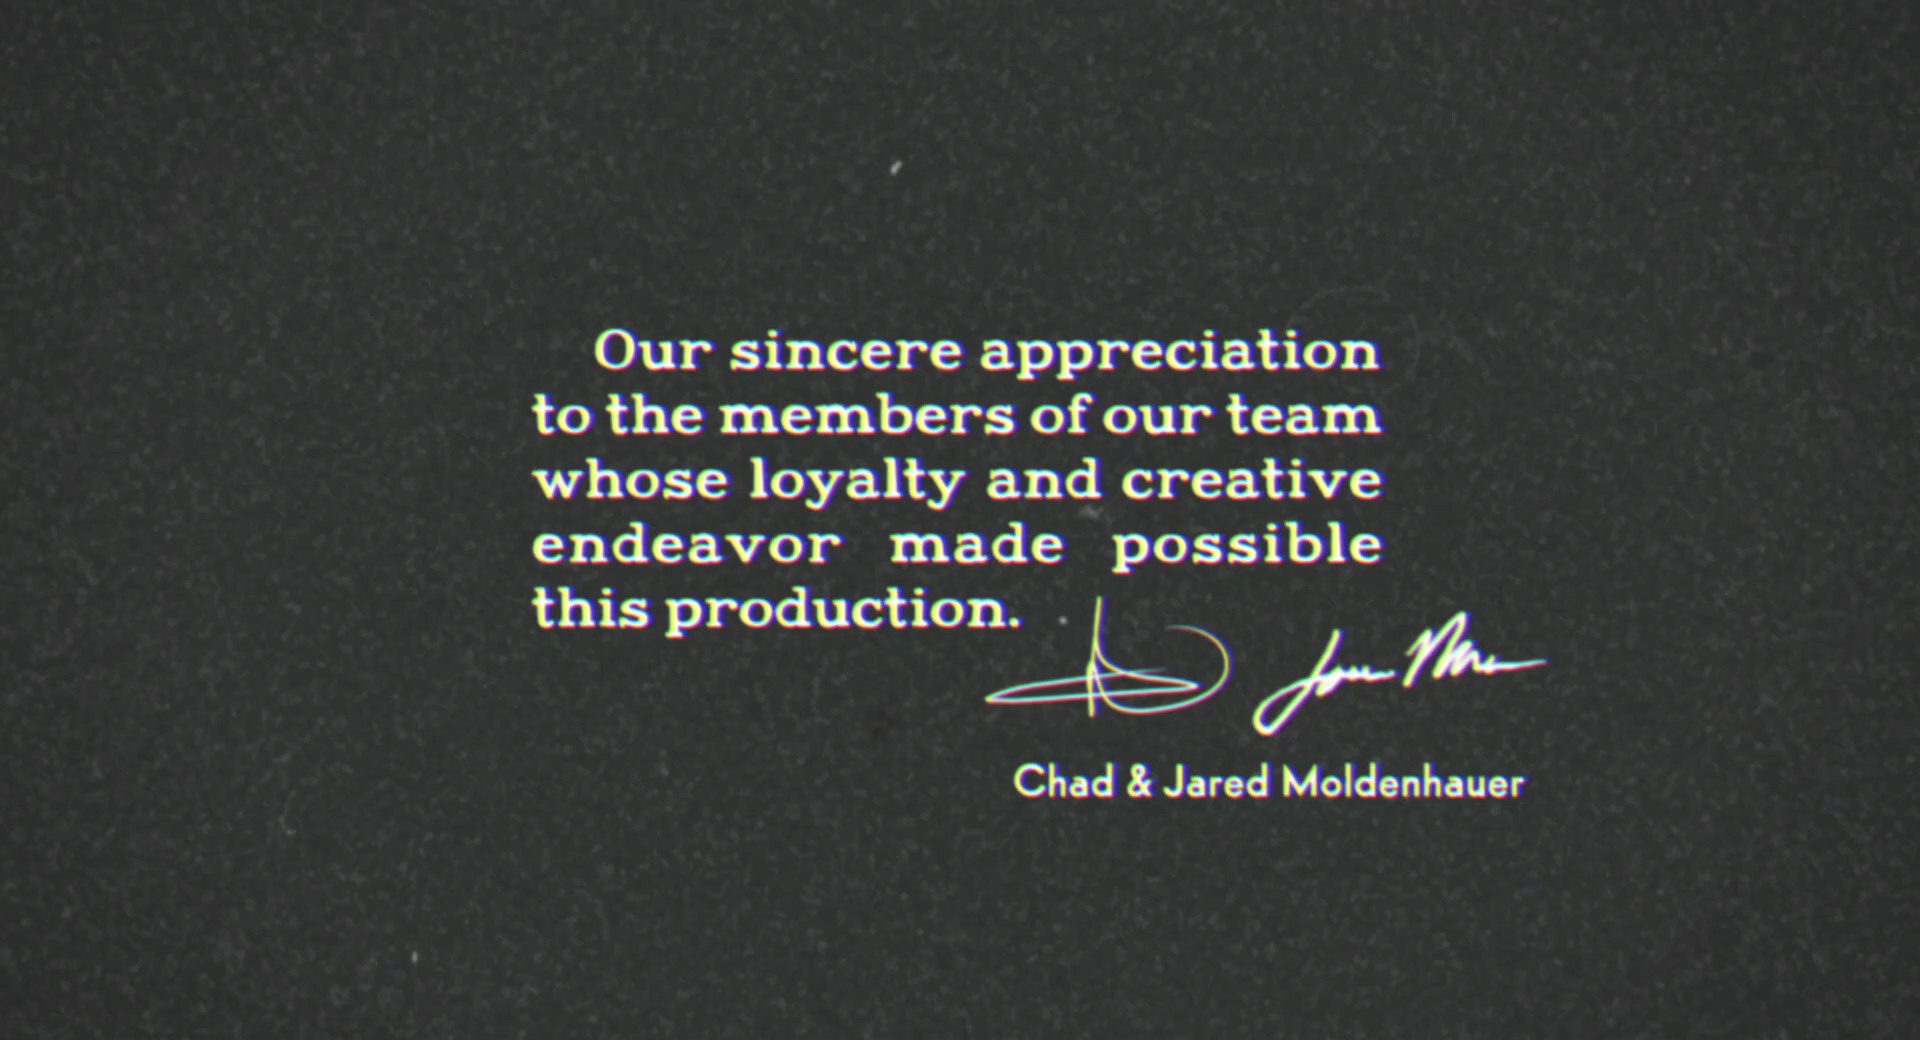 Our sincere appreciation
to the members of our team
whose loyalty and creative
endeavor made possible
this production.
Chad & Jared Moldenhauer